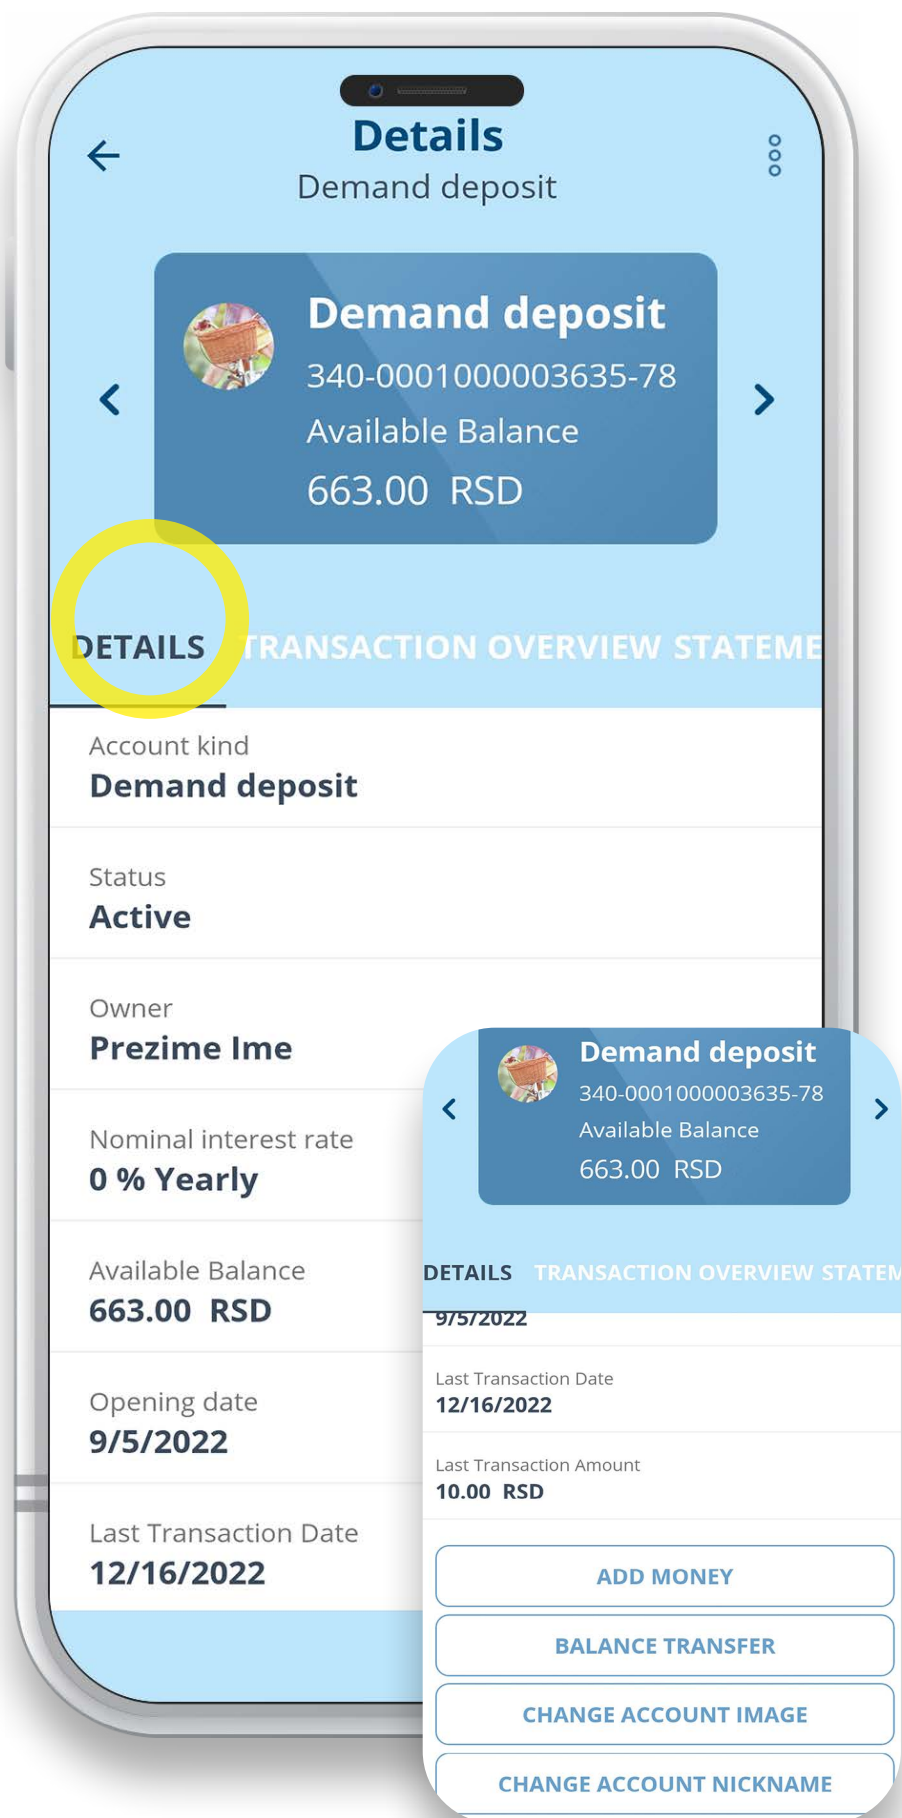 Details
Demand deposit
Demand deposit
340-0001000003635-78
Available Balance
663.00 RSD
DETAILS TRANSACTION OVERVIEW STATEME
Account kind
Demand deposit
Status
Active
Owner
Prezime Ime
Nominal interest rate
0 % Yearly
Available Balance
663.00 RSD
Opening date
9/5/2022
Last Transaction Date
12/16/2022
Demand deposit
340-0001000003635-78
Available Balance
663.00 RSD
DETAILS TRANSACTION OVERVIEW STATEM
9/5/2022
Last Transaction Date
12/16/2022
Last Transaction Amount
10.00 RSD
ADD MONEY
BALANCE TRANSFER
CHANGE ACCOUNT IMAGE
CHANGE ACCOUNT NICKNAME